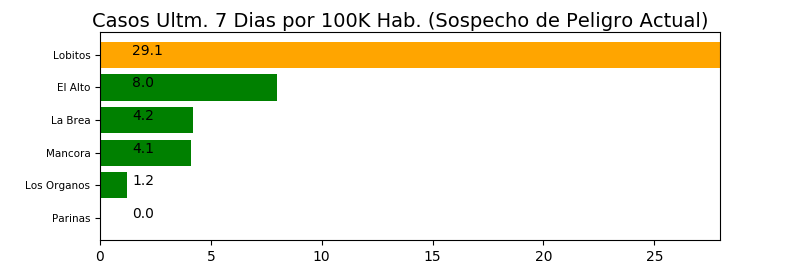 Casos Ultm. 7 Dias por 100K Hab. (Sospecho de Peligro Actual)
Lobitos 29.1
El Alto 8.0
La Brea 4.2
Mancora 4.1
Los Organos 1.2
Parinas 0.0
0 5 10 15 20 25